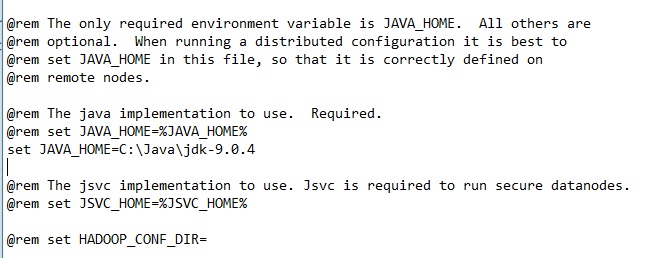 @rem The only required environment variable is JAVA_HOME.  All others are
@rem optional.  When running a distributed configuration it is best to
@rem set JAVA_HOME in this file, so that it is correctly defined on
@rem remote nodes.
@rem The java implementation to use.  Required.
@rem set JAVA_HOME=%JAVA_HOME%
set JAVA_HOME=C:\Java\jdk-9.0.4
@rem The jsvc implementation to use. Jsvc is required to run secure datanodes.
@rem set JSVC_HOME=%JSVC_HOME%
@rem set HADOOP_CONF_DIR=